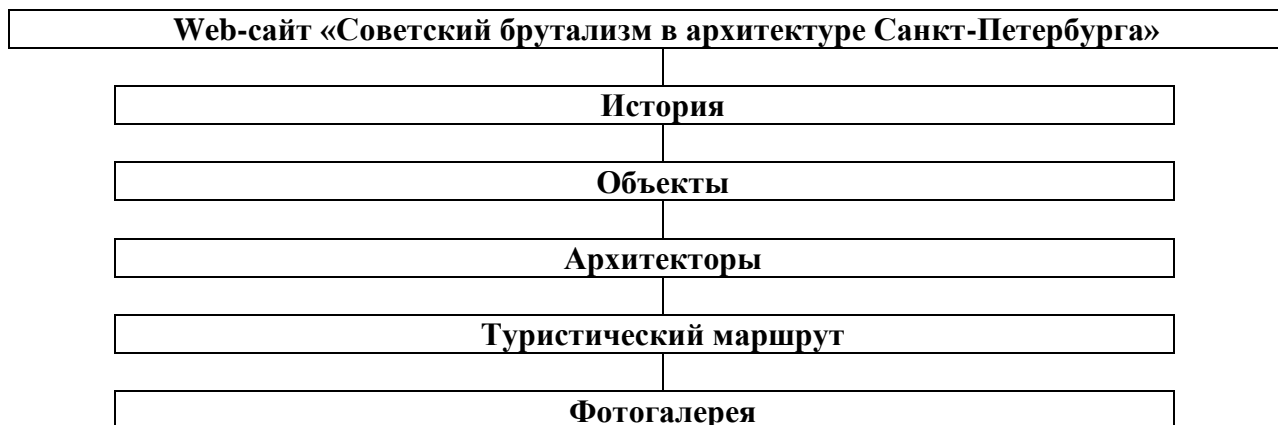 Web-сайт «Советский брутализм в архитектуре Санкт-Петербурга»
История
Объекты
Архитекторы
Туристический маршрут
Фотогалерея